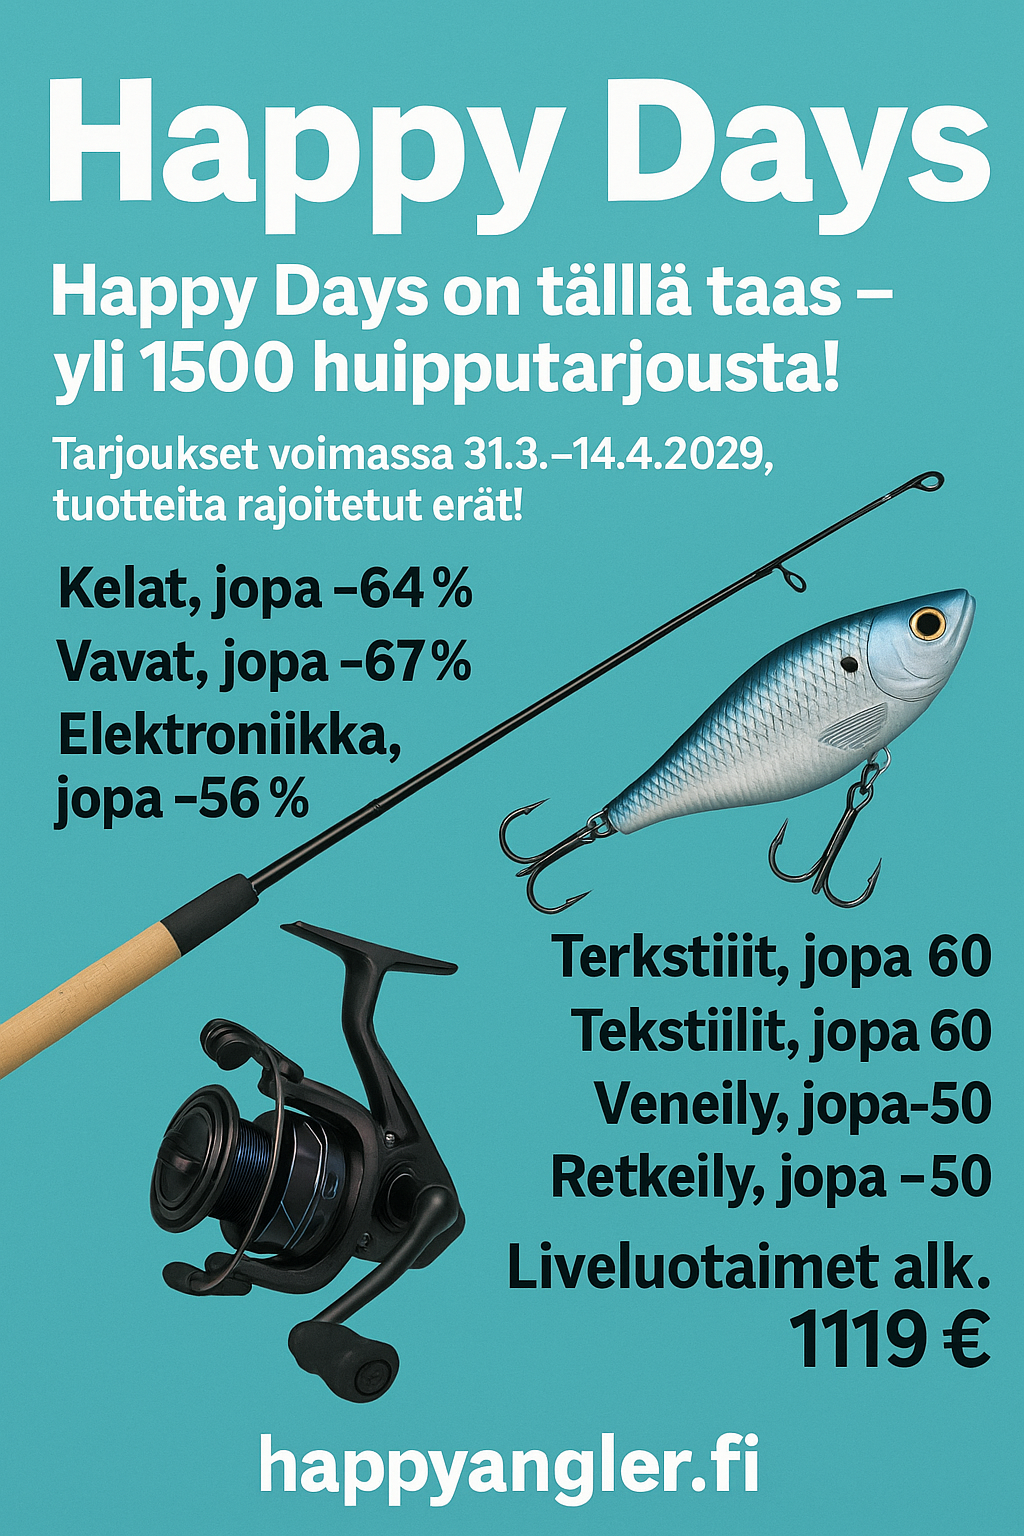 Happy Days
Happy Days on tälllä taas –
yli 1500 huipputarjousta!
Tarjoukset voimassa 31.3.–14.4.2029,
tuotteita rajoitetut erät!
Kelat, jopa –64 %
Vavat, jopa –67 %
Elektroniikka,
jopa –56 %
Terkstiiit, jopa 60
Tekstiilit, jopa 60
Veneily, jopa-50
Retkeily, jopa –50
Liveluotaimet alk.
1119 €
happyangler.fi